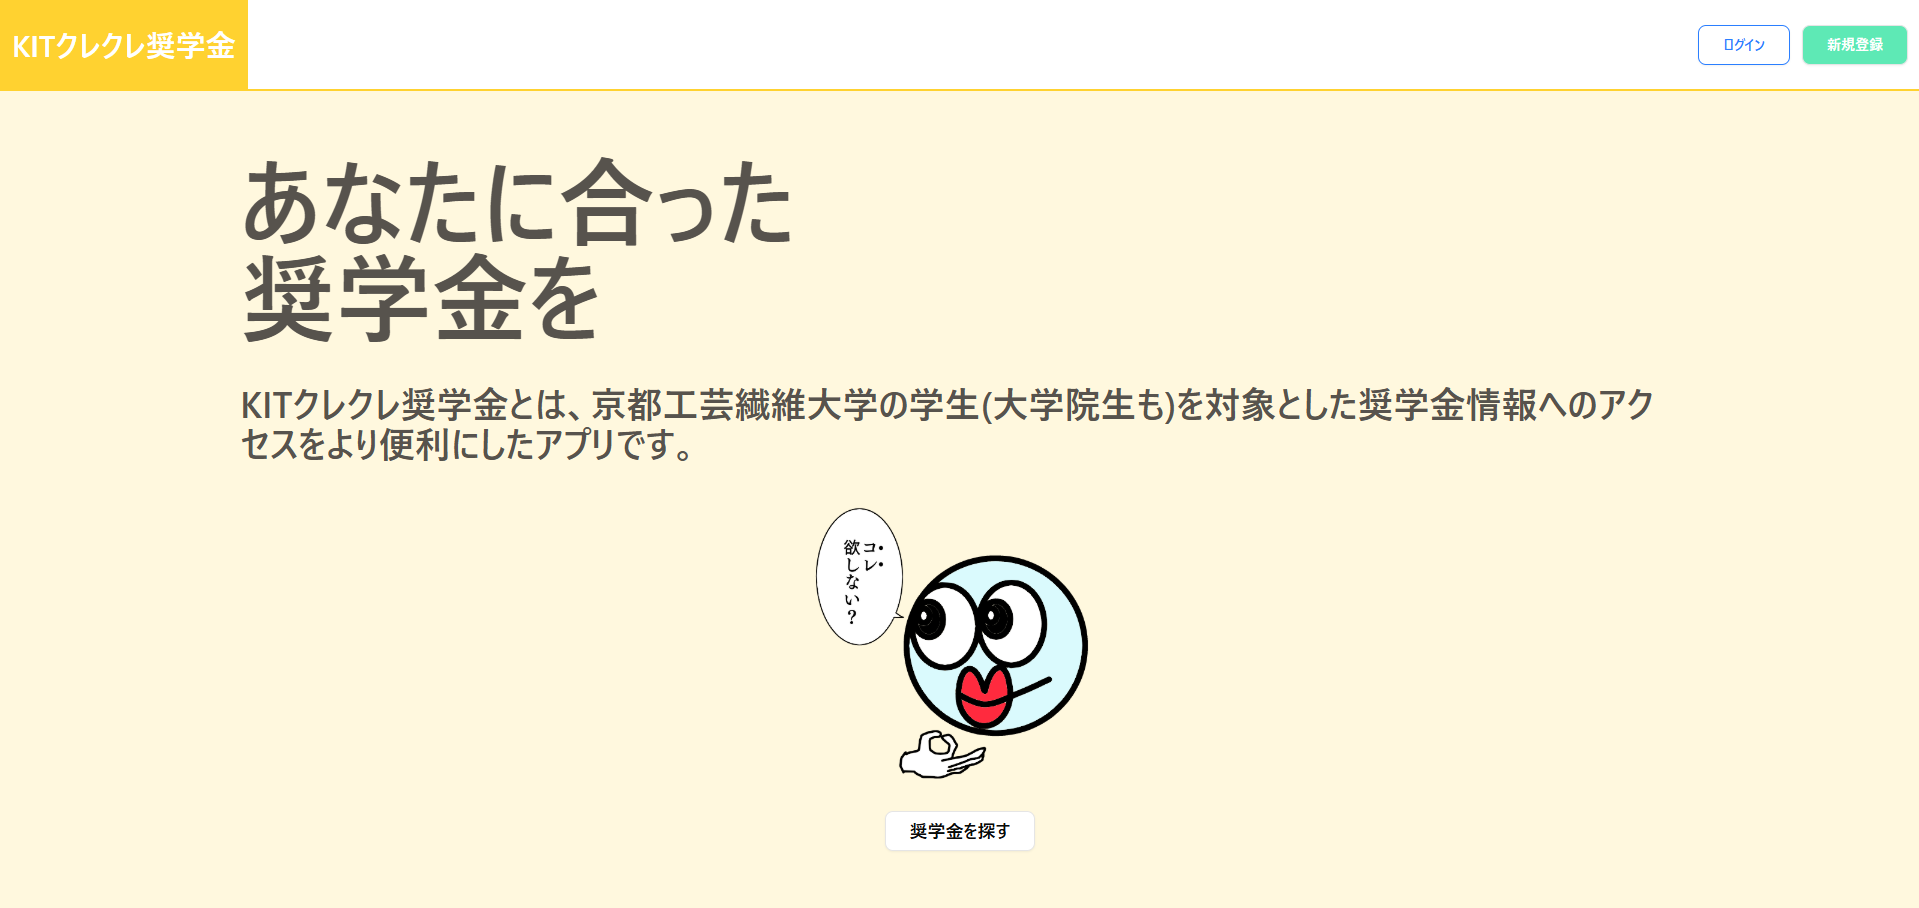 KITクレクレ奨学金
ログイン
新規登録
あなたに合った
奨学金を
KITクレクレ奨学金とは、京都工芸繊維大学の学生(大学院生も)を対象とした奨学金情報へのアク
セスをより便利にしたアプリです。
コレ
欲しない?
奨学金を探す